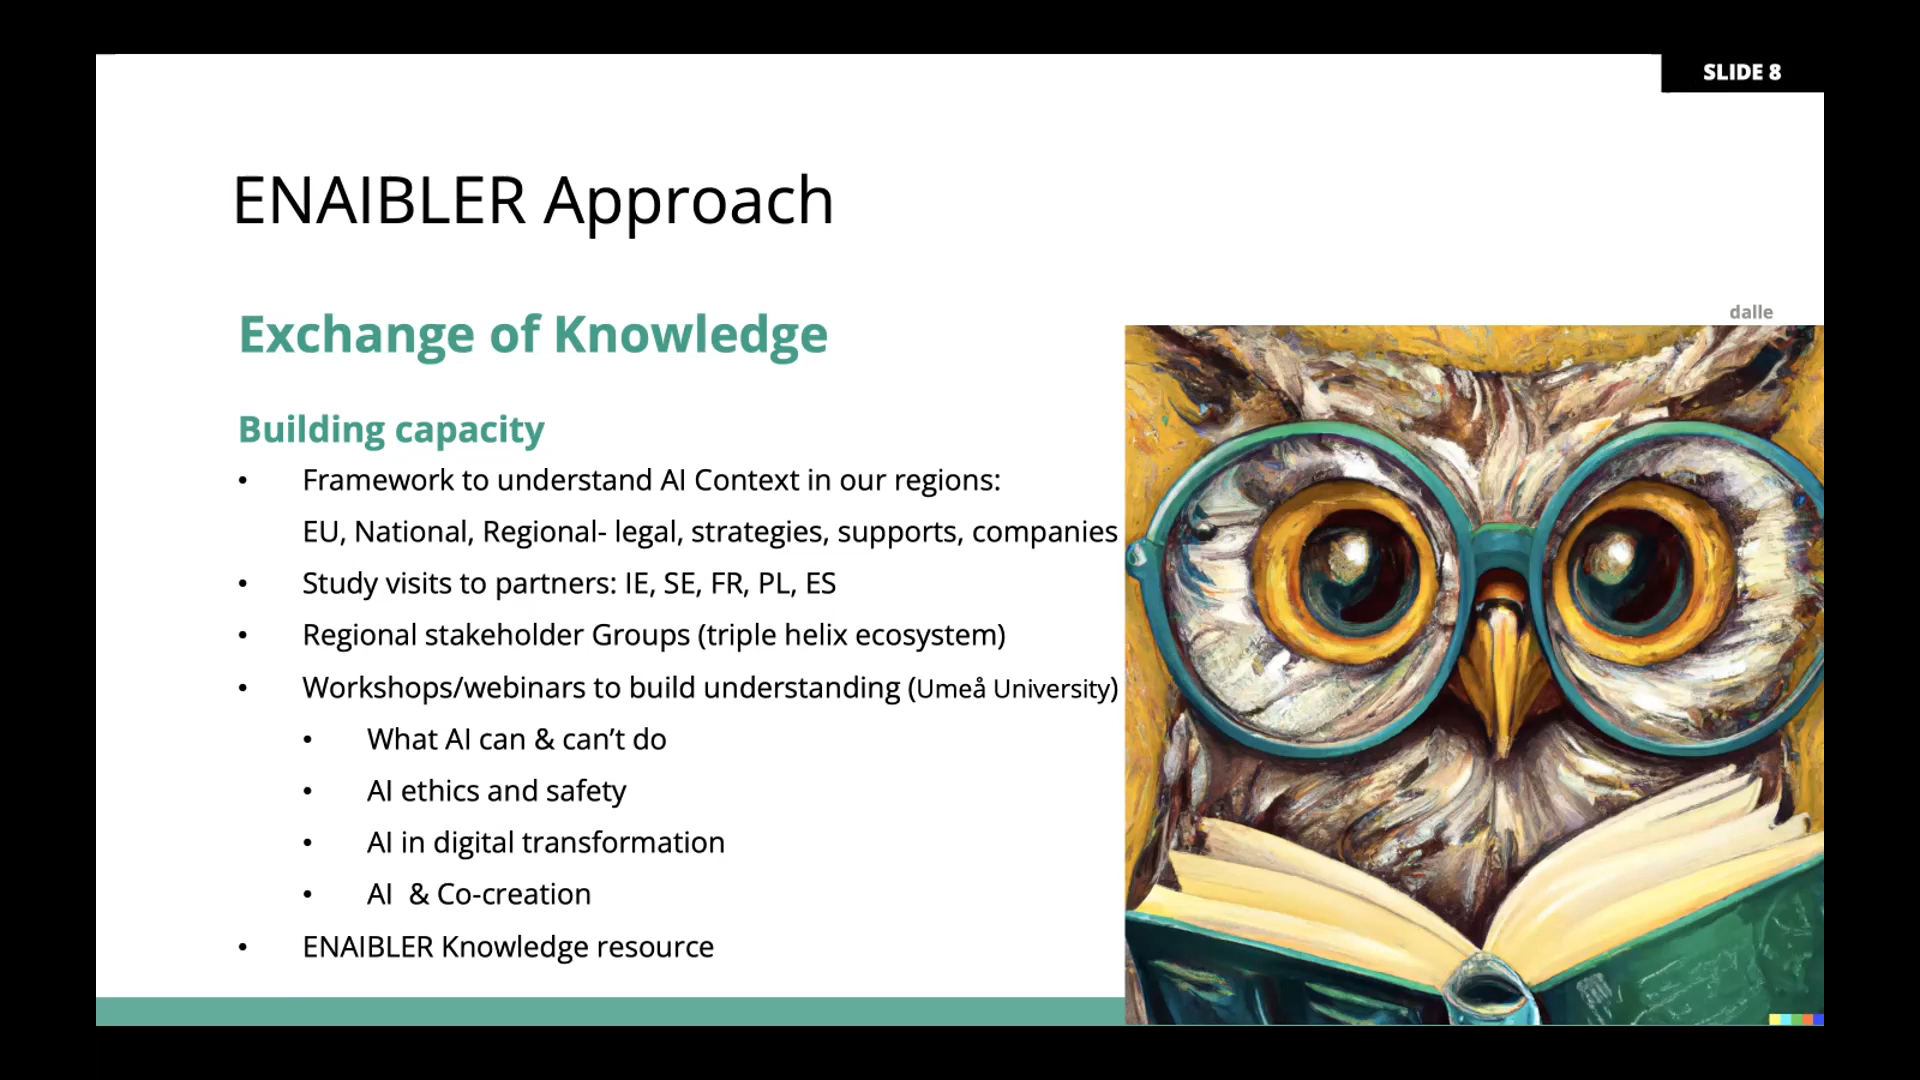 SLIDE 8
ENAIBLER Approach
Exchange of Knowledge
dalle
Building capacity
• Framework to understand AI Context in our regions:
EU, National, Regional- legal, strategies, supports, companies
• Study visits to partners: IE, SE, FR, PL, ES
• Regional stakeholder Groups (triple helix ecosystem)
• Workshops/webinars to build understanding (Umeå University)
• What AI can & can’t do
• AI ethics and safety
• AI in digital transformation
• AI  & Co-creation
• ENAIBLER Knowledge resource